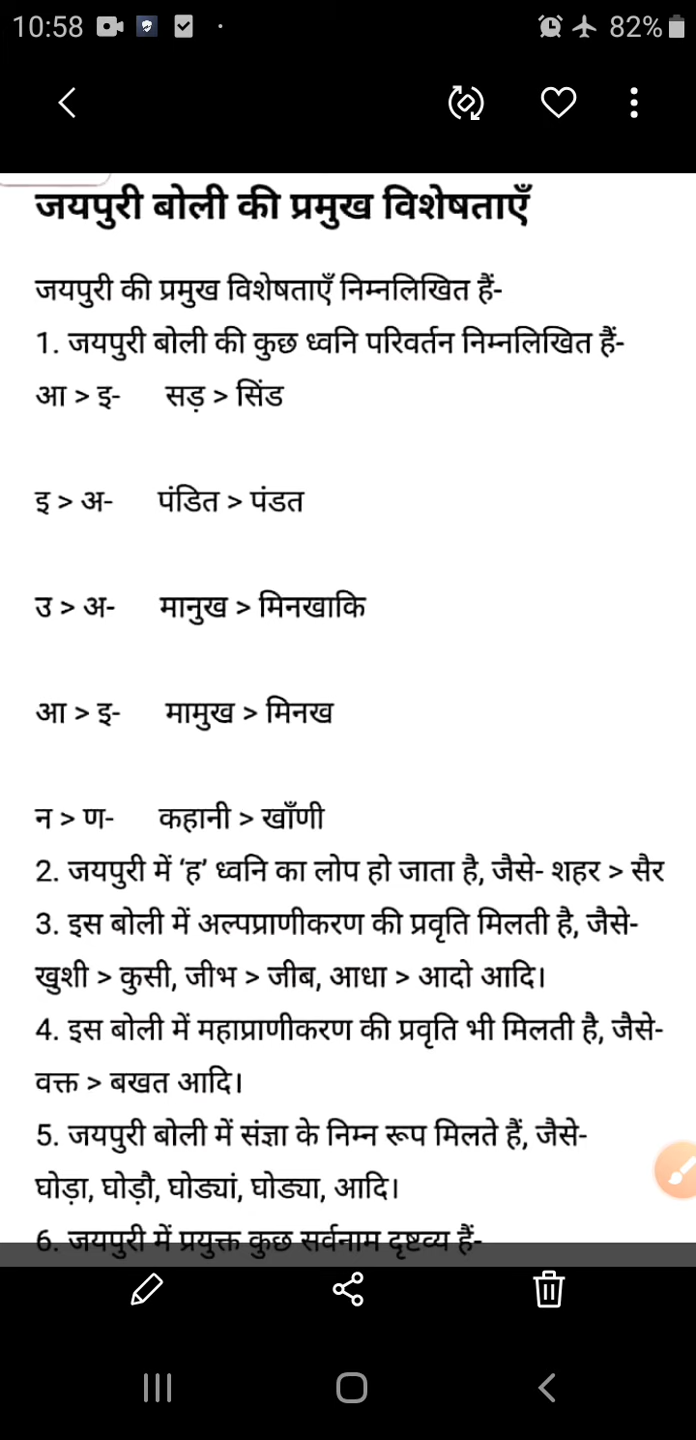 10:58
82%
जयपुरी बोली की प्रमुख विशेषताएँ
जयपुरी की प्रमुख विशेषताएँ निम्नलिखित हैं-
1. जयपुरी बोली की कुछ ध्वनि परिवर्तन निम्नलिखित हैं-
आ > इ- सड़ > सिंड
इ > अ- पंडित > पंडत
उ > अ- मानुख > मिनखाकि
आ > इ- मामुख > मिनख
न > ण- कहानी > खाँणी
2. जयपुरी में ‘ह’ ध्वनि का लोप हो जाता है, जैसे- शहर > सैर
3. इस बोली में अल्पप्राणीकरण की प्रवृति मिलती है, जैसे-
खुशी > कुसी, जीभ > जीब, आधा > आदो आदि।
4. इस बोली में महाप्राणीकरण की प्रवृति भी मिलती है, जैसे-
वक्त > बखत आदि।
5. जयपुरी बोली में संज्ञा के निम्न रूप मिलते हैं, जैसे-
घोड़ा, घोड़ौ, घोड्यां, घोड्या, आदि।
6. जयपुरी में प्रयुक्त कुछ सर्वनाम दृष्टव्य हैं-